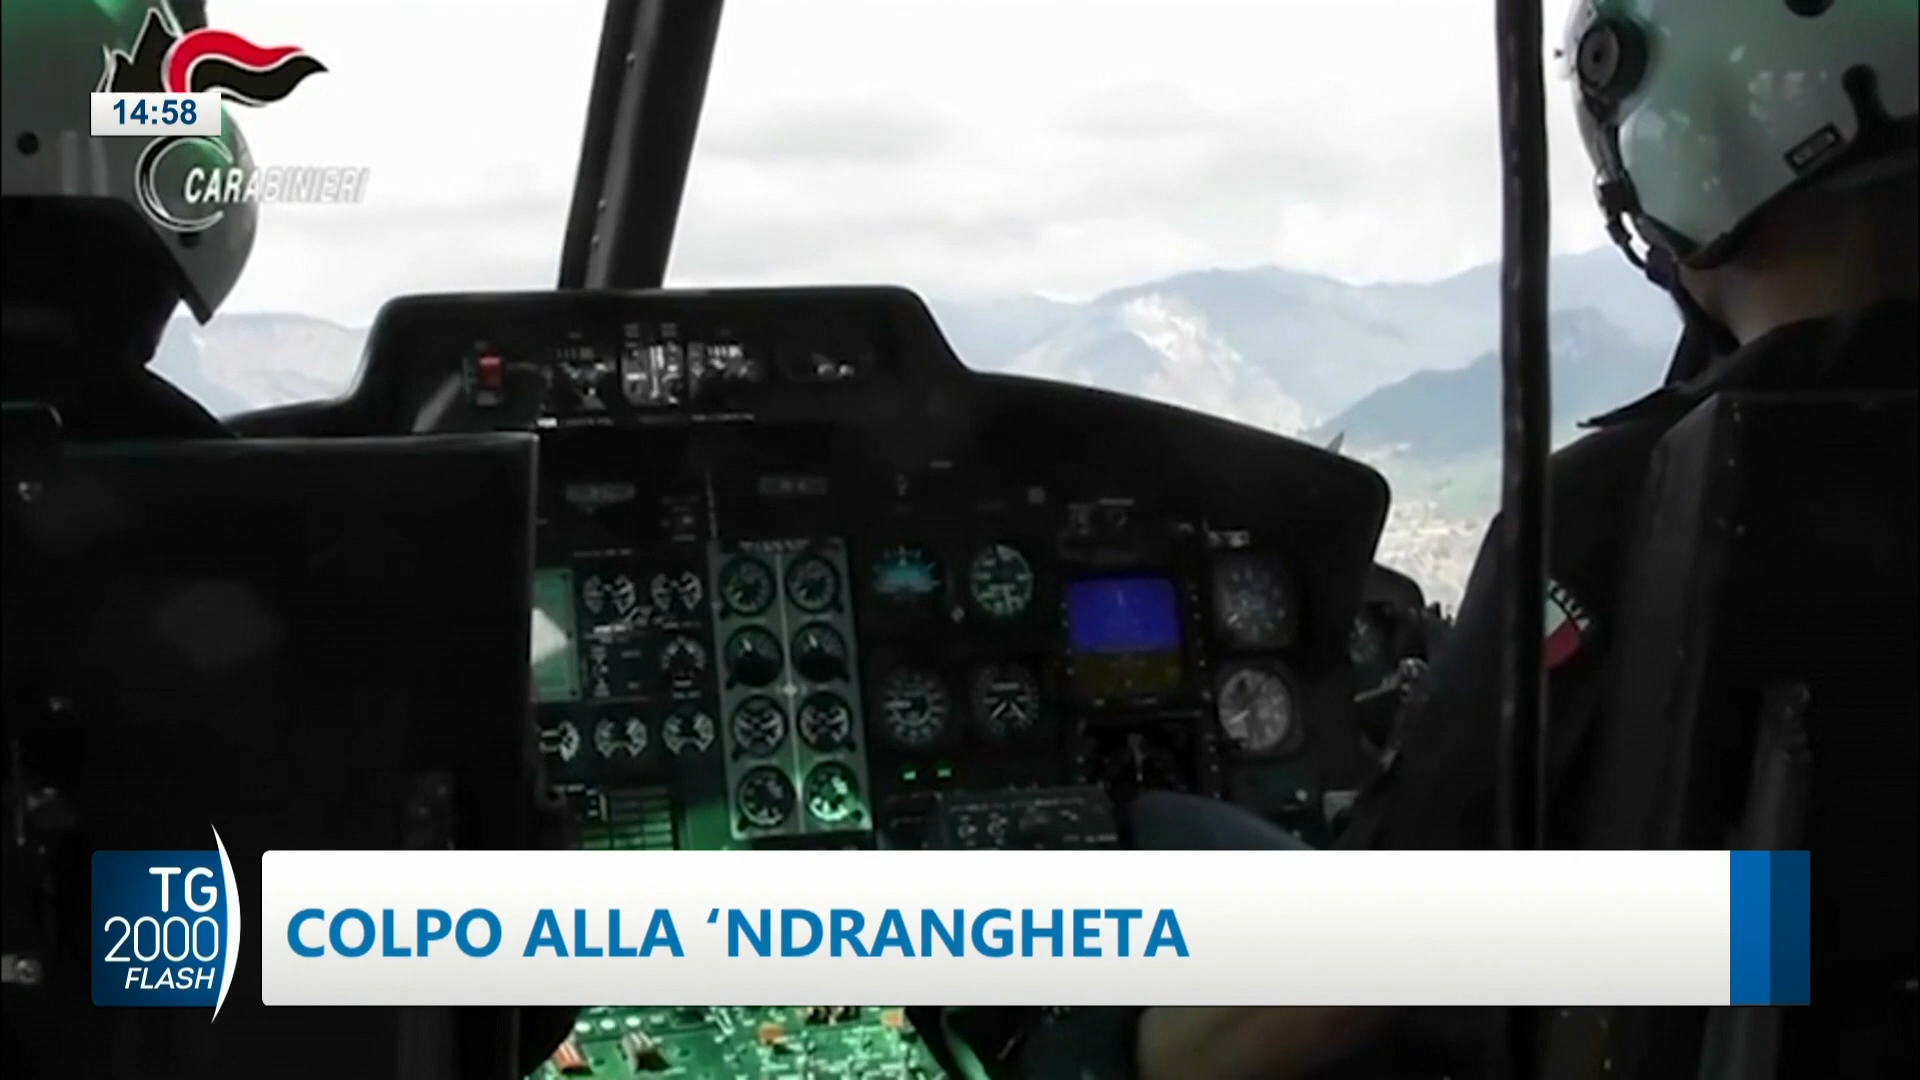 14:58
CARABINIERI
TG
2000
FLASH
COLPO ALLA ‘NDRANGHETA